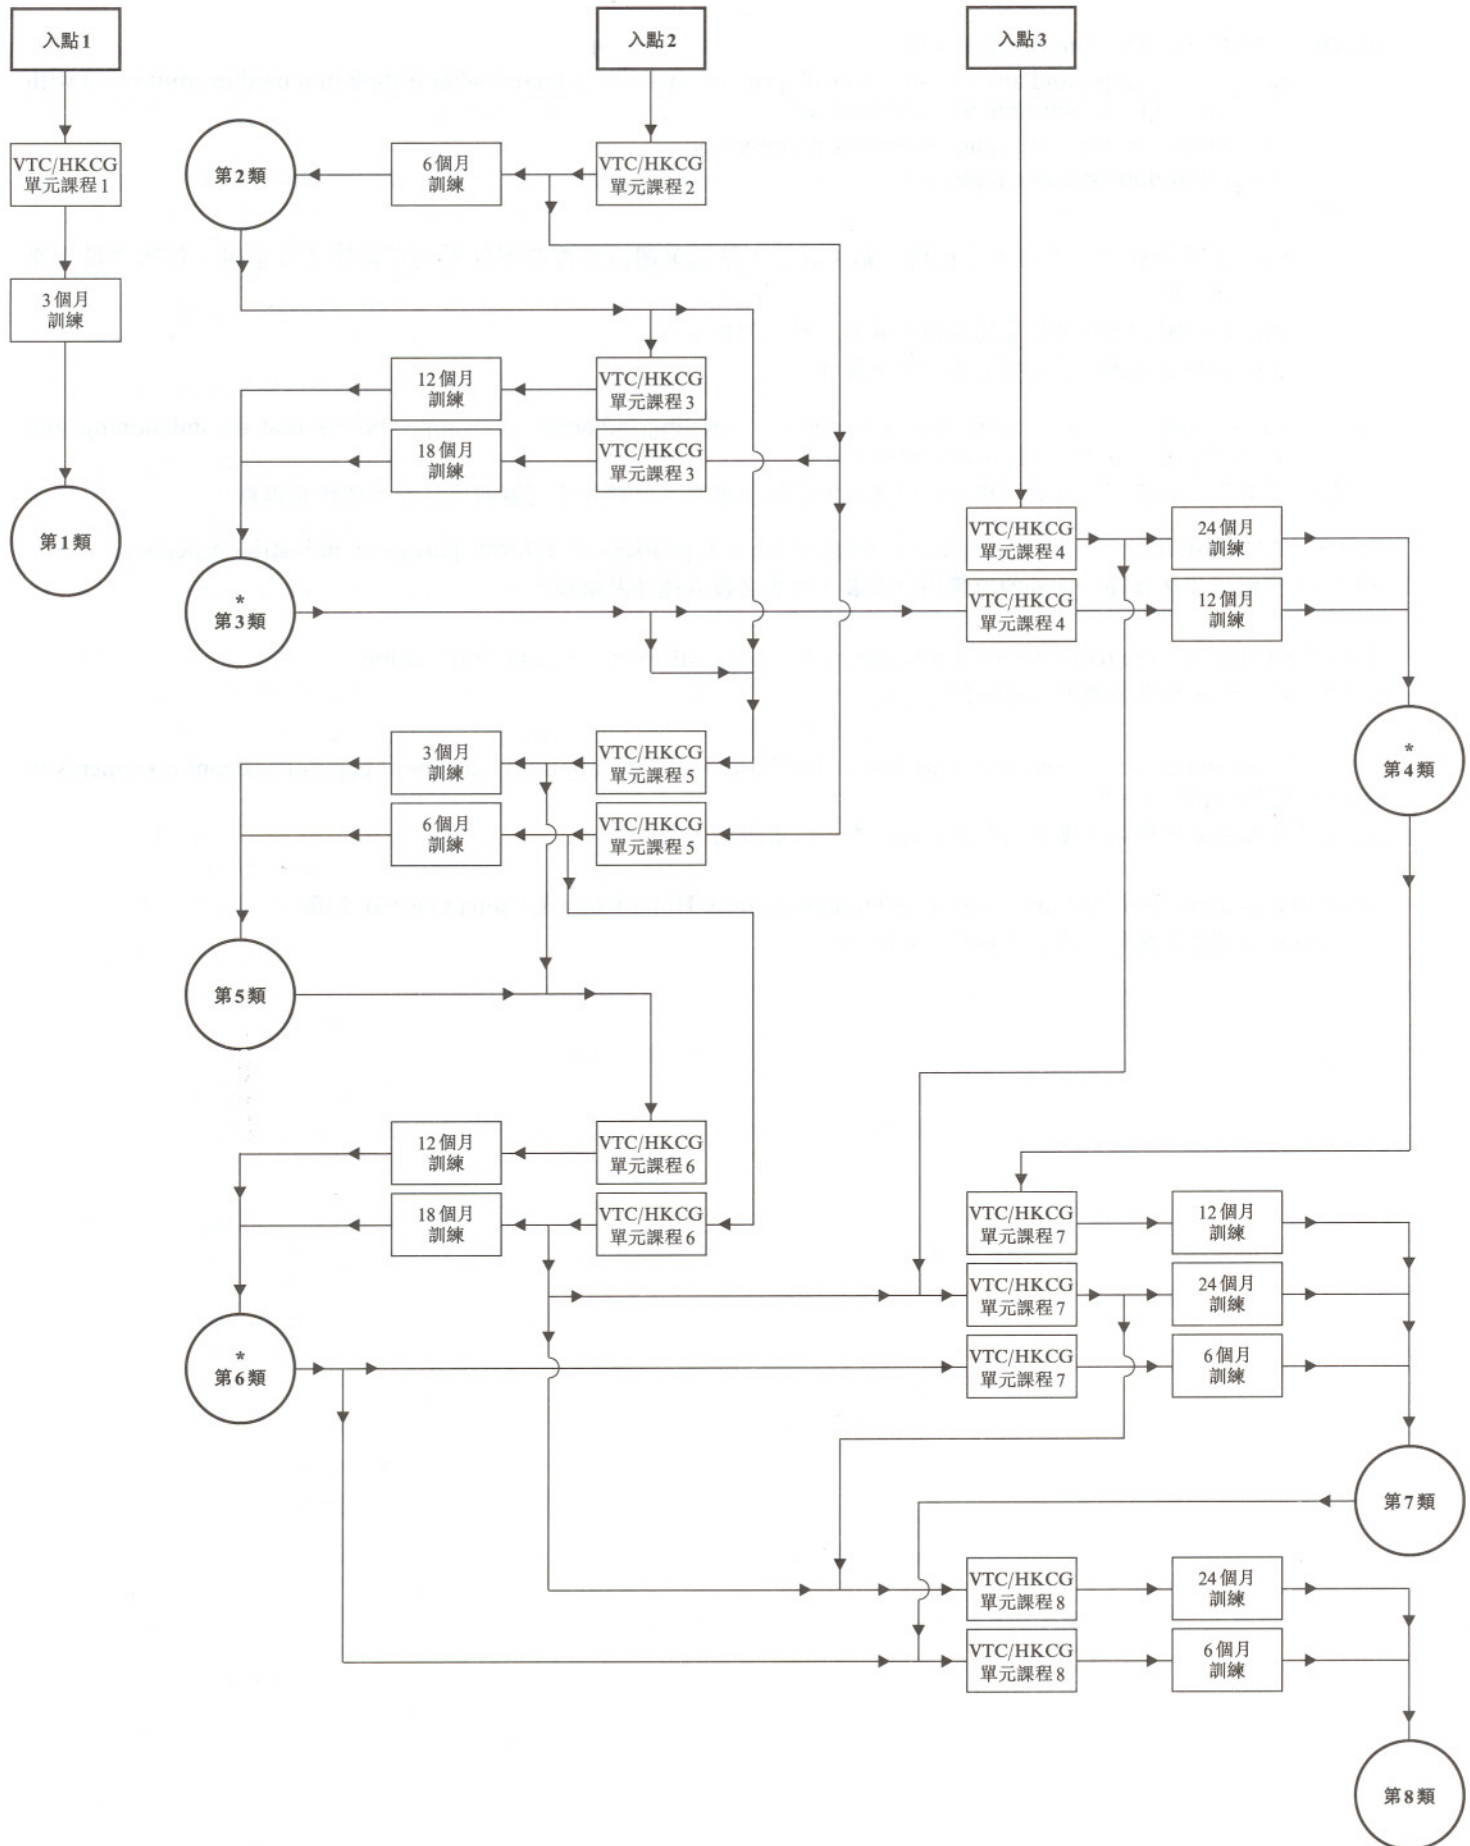 入點1
入點2
入點3
VTC/HKCG
單元課程1
第2類
6個月
訓練
VTC/HKCG
單元課程2
3個月
訓練
12個月
訓練
VTC/HKCG
單元課程3
18個月
訓練
VTC/HKCG
單元課程3
第1類
VTC/HKCG
單元課程4
24個月
訓練
*
第3類
VTC/HKCG
單元課程4
12個月
訓練
3個月
訓練
VTC/HKCG
單元課程5
*
第4類
6個月
訓練
VTC/HKCG
單元課程5
第5類
12個月
訓練
VTC/HKCG
單元課程6
18個月
訓練
VTC/HKCG
單元課程6
VTC/HKCG
單元課程7
12個月
訓練
VTC/HKCG
單元課程7
24個月
訓練
*
第6類
VTC/HKCG
單元課程7
6個月
訓練
第7類
VTC/HKCG
單元課程8
24個月
訓練
VTC/HKCG
單元課程8
6個月
訓練
第8類